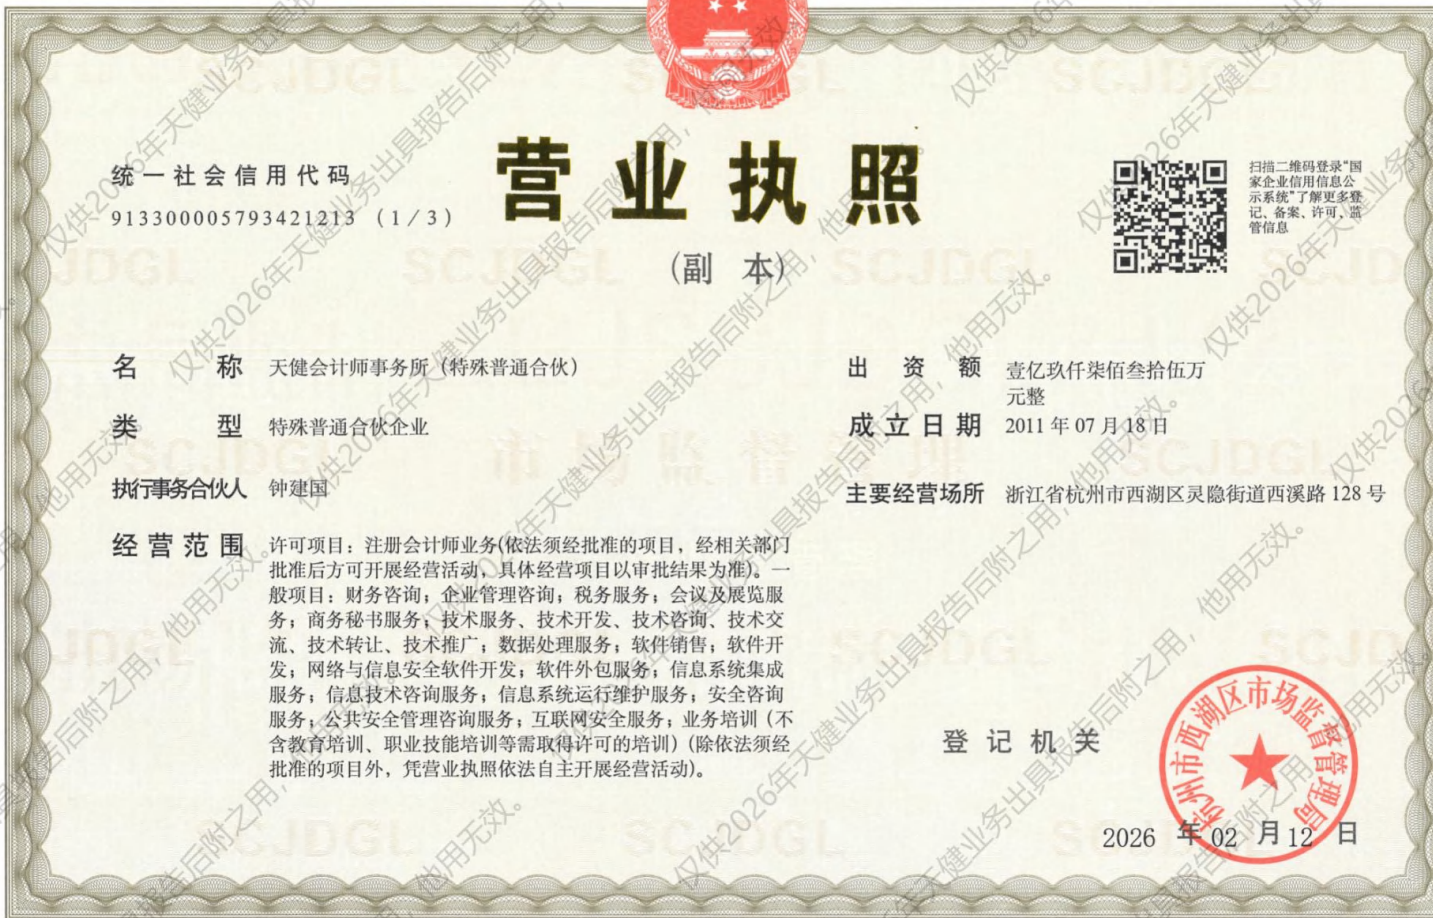 营业执照
(副 本)
统一社会信用代码
913300005793421213 (1/3)
扫描二维码登录“国
家企业信用信息公
示系统”了解更多登
记、备案、许可、监
管信息
名 称 天健会计师事务所（特殊普通合伙）
类 型 特殊普通合伙企业
执行事务合伙人 钟建国
经营范围 许可项目：注册会计师业务(依法须经批准的项目，经相关部门
批准后方可开展经营活动，具体经营项目以审批结果为准)。一
般项目：财务咨询；企业管理咨询；税务服务；会议及展览服
务；商务秘书服务；技术服务、技术开发、技术咨询、技术交
流、技术转让、技术推广；数据处理服务；软件销售；软件开
发；网络与信息安全软件开发；软件外包服务；信息系统集成
服务；信息技术咨询服务；信息系统运行维护服务；安全咨询
服务；公共安全管理咨询服务；互联网安全服务；业务培训（不
含教育培训、职业技能培训等需取得许可的培训）(除依法须经
批准的项目外，凭营业执照依法自主开展经营活动)。
出 资 额 壹亿玖仟柒佰叁拾伍万
元整
成立日期 2011 年 07 月 18 日
主要经营场所 浙江省杭州市西湖区灵隐街道西溪路 128 号
登记机关
杭州市西湖区市场监督管理局
2026 年 02 月 12 日
仅供2026年天健业务出具报告后附之用，他用无效。
SCJDGL
市场监督管理